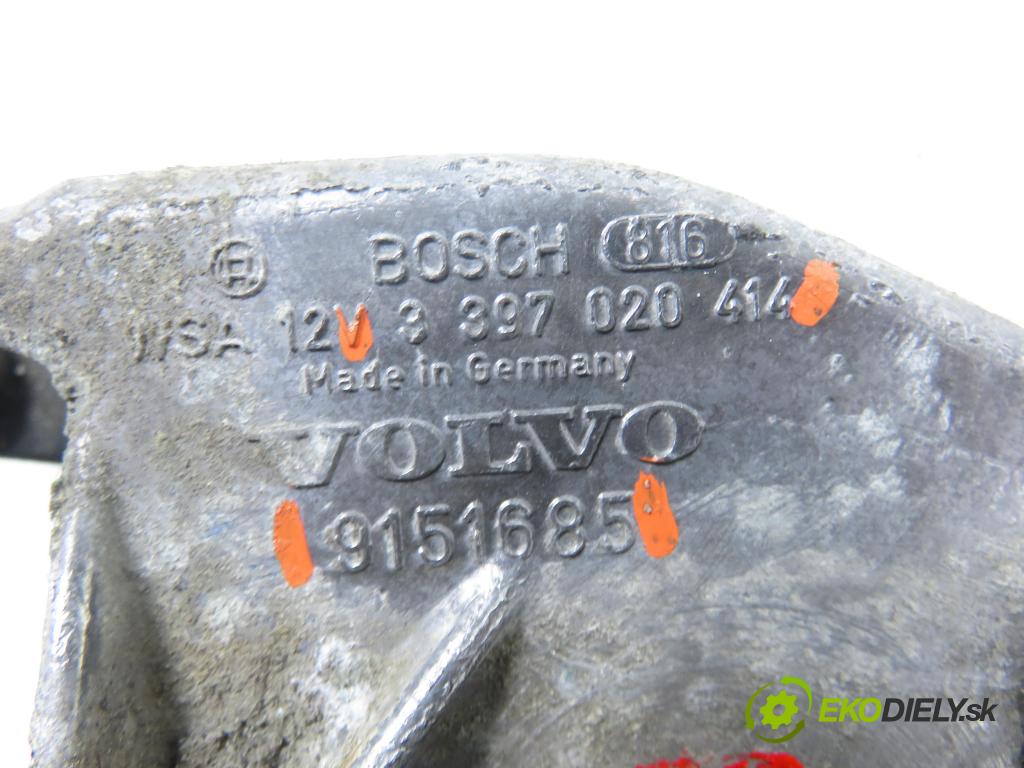 BOSCH 816
WSA 12V 3 397 020 414
Made in Germany
VOLVO
9151685
EKODIELY.sk